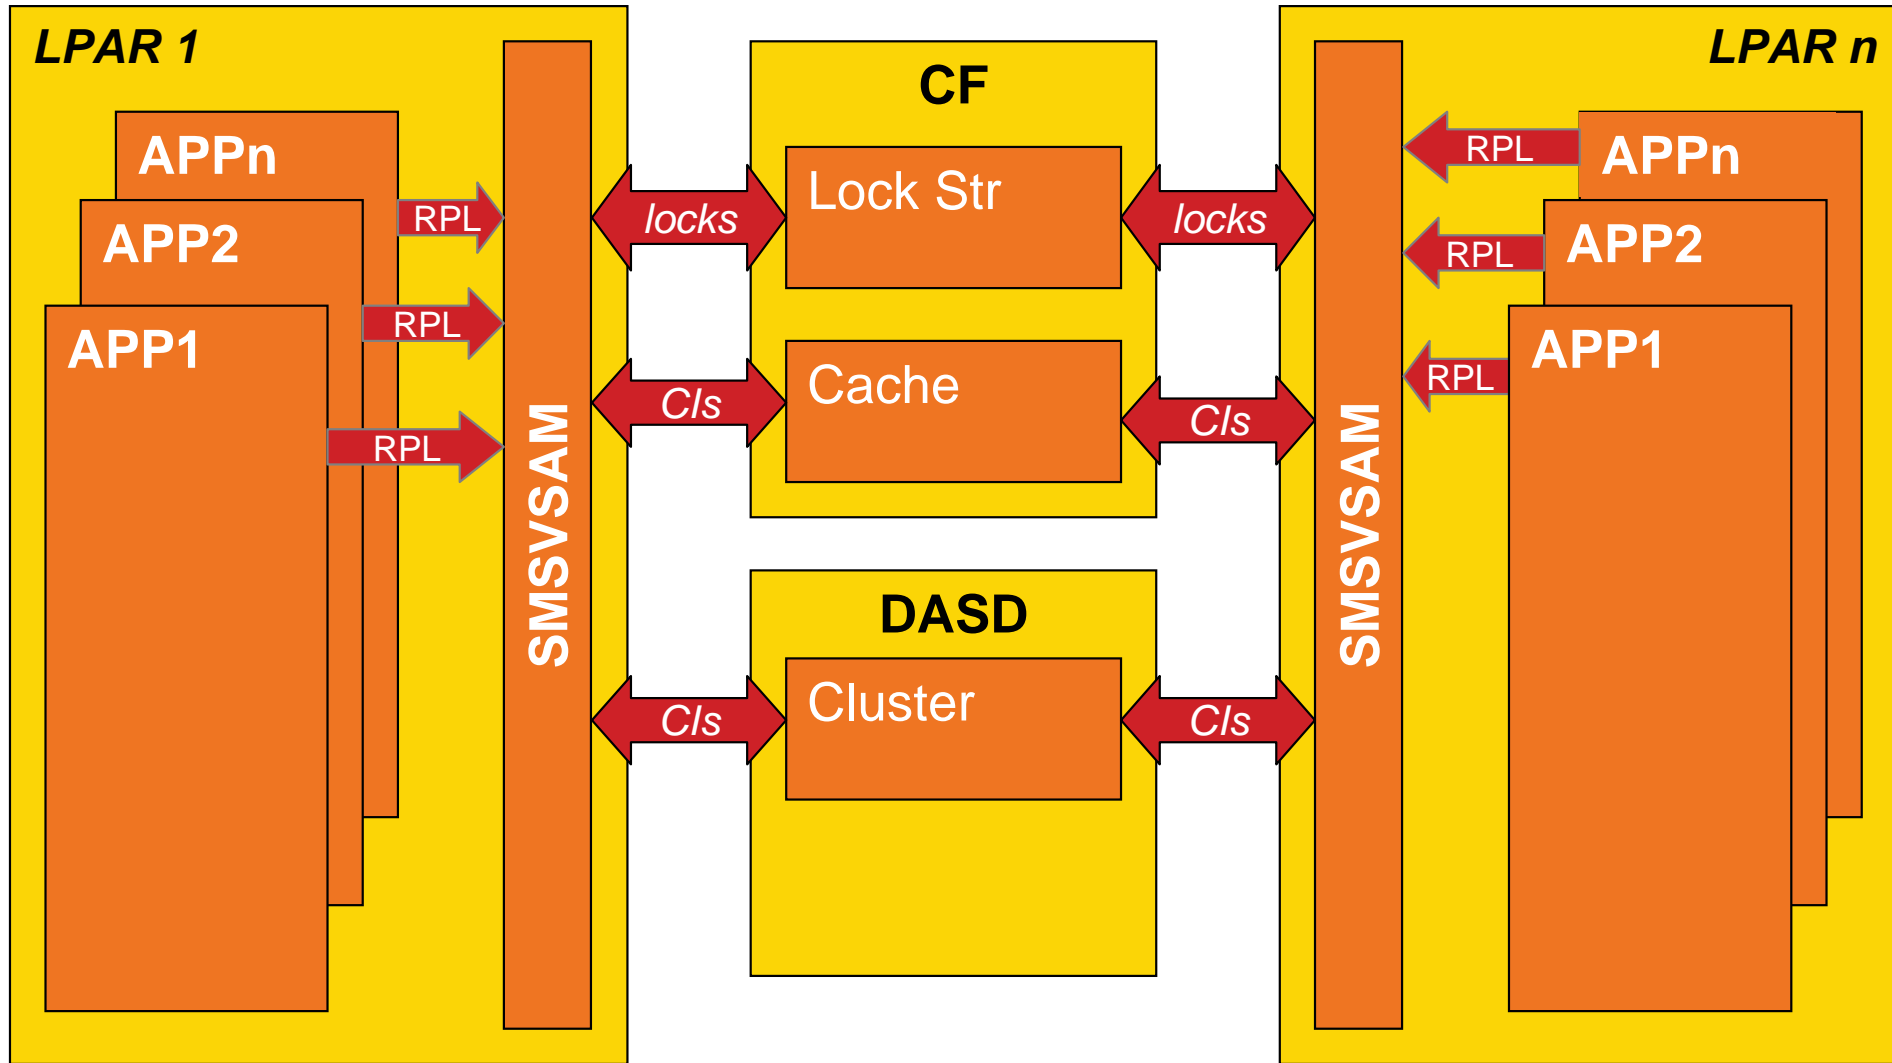 LPAR 1
APPn
RPL
APP2
RPL
APP1
RPL
SMSVSAM
locks
CIs
CIs
CF
Lock Str
Cache
DASD
Cluster
locks
CIs
CIs
LPAR n
SMSVSAM
RPL
APPn
RPL
APP2
RPL
APP1